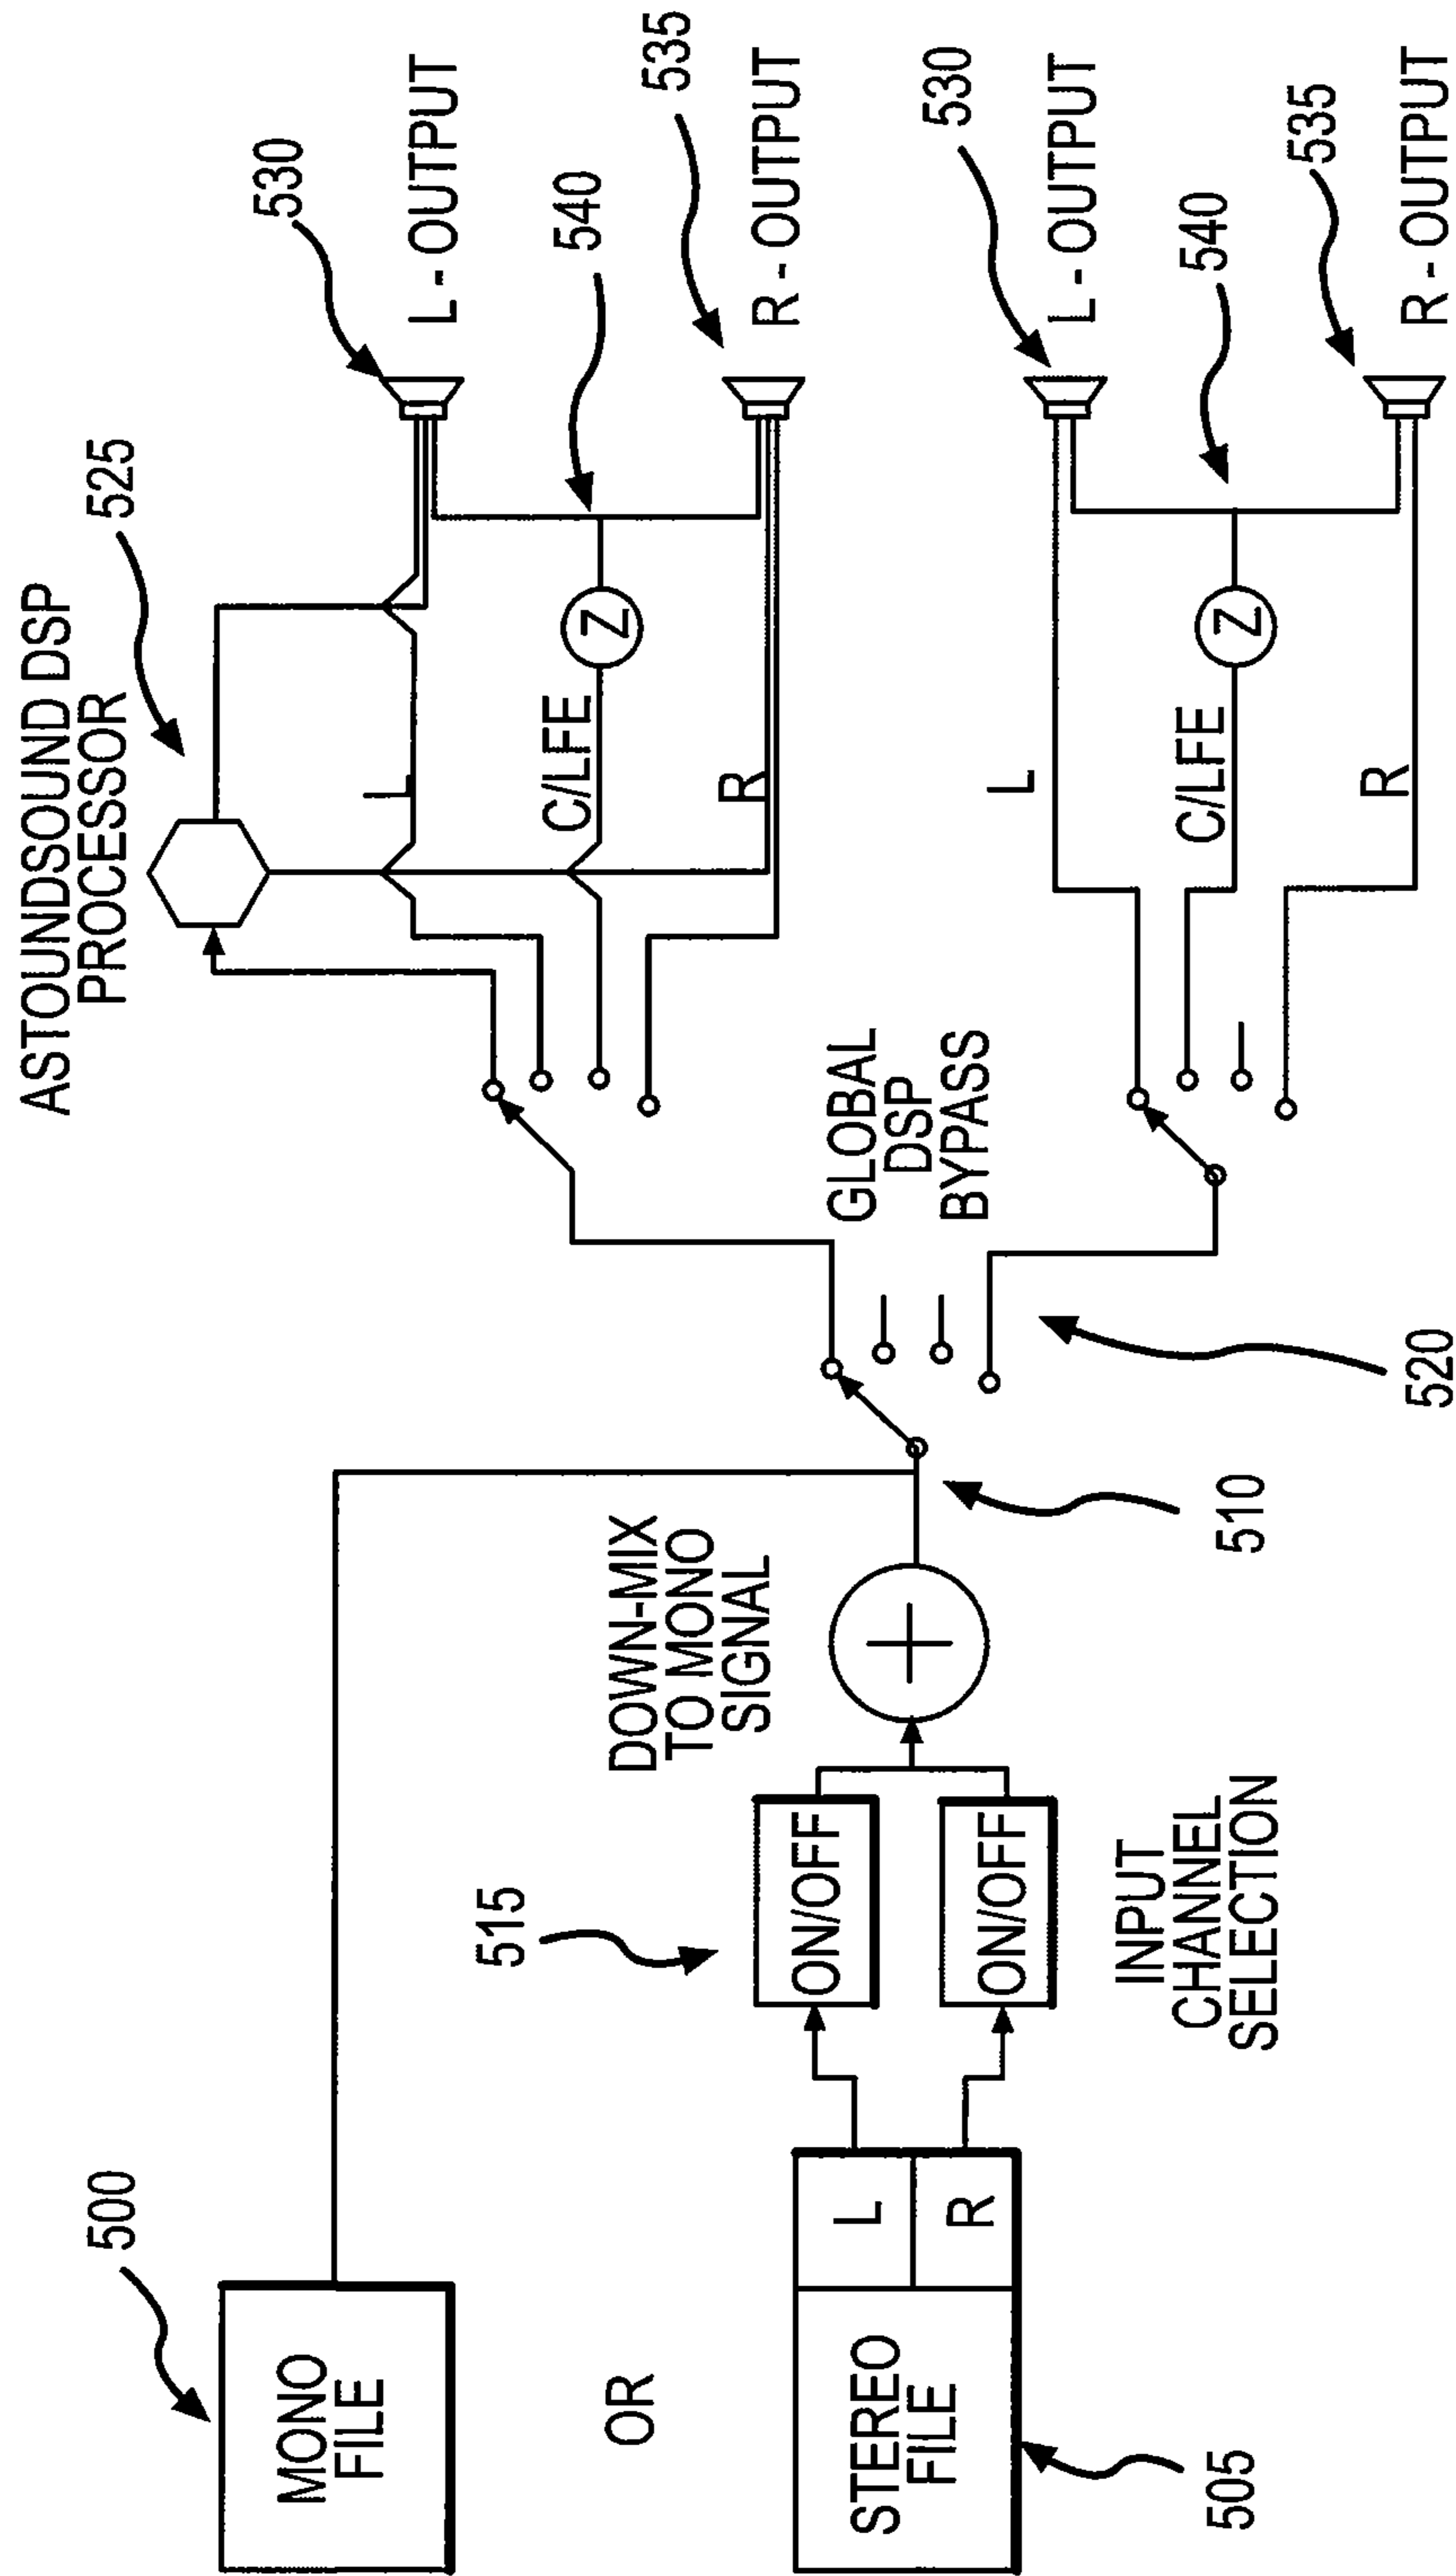 500
MONO
FILE
OR
STEREO
FILE
L
R
505
515
ON/OFF
ON/OFF
INPUT
CHANNEL
SELECTION
DOWN-MIX
TO MONO
SIGNAL
510
520
GLOBAL
DSP
BYPASS
ASTOUNDSOUND DSP
PROCESSOR
525
L
C/LFE
Z
R
530
L - OUTPUT
540
535
R - OUTPUT
L
C/LFE
Z
R
530
L - OUTPUT
540
535
R - OUTPUT